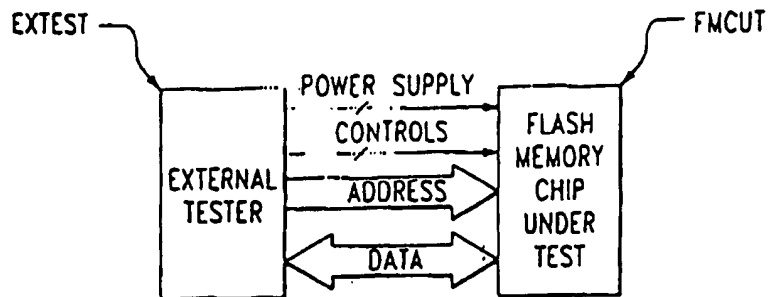 EXTEST
FMCUT
POWER SUPPLY
CONTROLS
ADDRESS
DATA
EXTERNAL
TESTER
FLASH
MEMORY
CHIP
UNDER
TEST